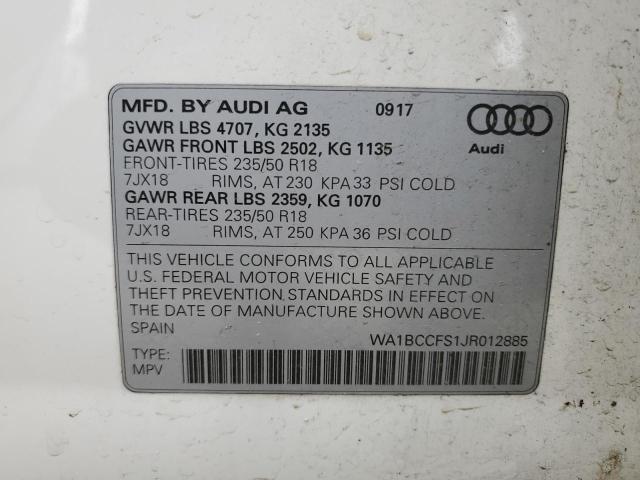 MFD. BY AUDI AG 0917
GVWR LBS 4707, KG 2135
GAWR FRONT LBS 2502, KG 1135
FRONT-TIRES 235/50 R18
7JX18 RIMS, AT 230 KPA 33 PSI COLD
GAWR REAR LBS 2359, KG 1070
REAR-TIRES 235/50 R18
7JX18 RIMS, AT 250 KPA 36 PSI COLD
Audi
THIS VEHICLE CONFORMS TO ALL APPLICABLE
U.S. FEDERAL MOTOR VEHICLE SAFETY AND
THEFT PREVENTION STANDARDS IN EFFECT ON
THE DATE OF MANUFACTURE SHOWN ABOVE.
SPAIN
WA1BCCFS1JR012885
TYPE:
MPV